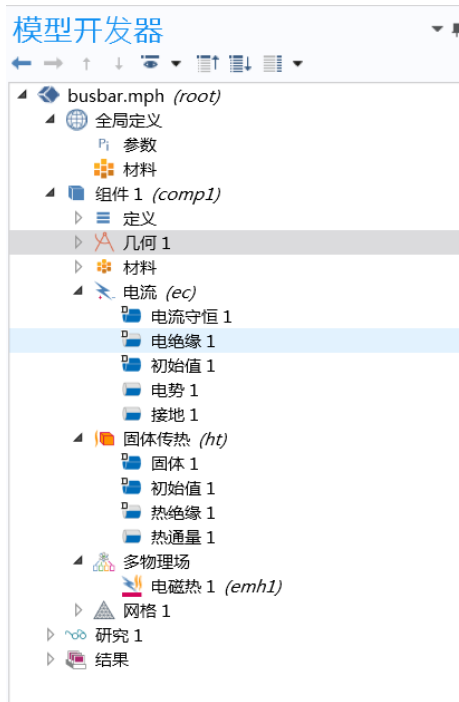 模型开发器
busbar.mph (root)
全局定义
Pi 参数
材料
组件 1 (comp1)
定义
几何 1
材料
电流 (ec)
D 电流守恒 1
D 电绝缘 1
D 初始值 1
电势 1
接地 1
固体传热 (ht)
D 固体 1
D 初始值 1
D 热绝缘 1
热通量 1
多物理场
电磁热 1 (emh1)
网格 1
研究 1
结果